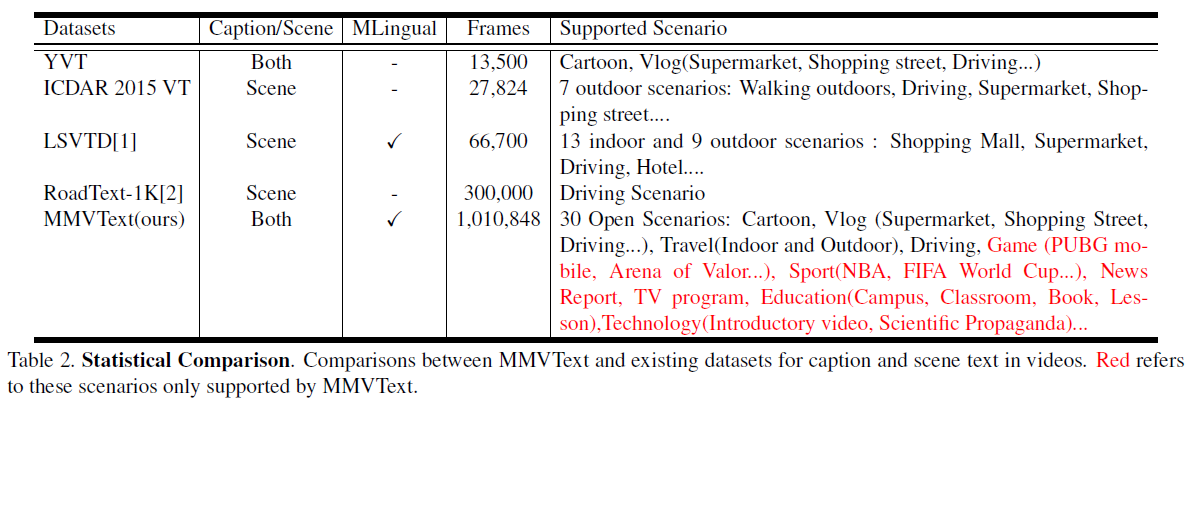 Datasets Caption/Scene MLingual Frames Supported Scenario
YVT Both - 13,500 Cartoon, Vlog(Supermarket, Shopping street, Driving...)
ICDAR 2015 VT Scene - 27,824 7 outdoor scenarios: Walking outdoors, Driving, Supermarket, Shop-
ping street....
LSVTD[1] Scene ✓ 66,700 13 indoor and 9 outdoor scenarios : Shopping Mall, Supermarket,
Driving, Hotel....
RoadText-1K[2] Scene - 300,000 Driving Scenario
MMVText(ours) Both ✓ 1,010,848 30 Open Scenarios: Cartoon, Vlog (Supermarket, Shopping Street,
Driving...), Travel(Indoor and Outdoor), Driving, Game (PUBG mo-
bile, Arena of Valor...), Sport(NBA, FIFA World Cup...), News
Report, TV program, Education(Campus, Classroom, Book, Les-
son),Technology(Introductory video, Scientific Propaganda)...
Table 2. Statistical Comparison. Comparisons between MMVText and existing datasets for caption and scene text in videos. Red refers
to these scenarios only supported by MMVText.